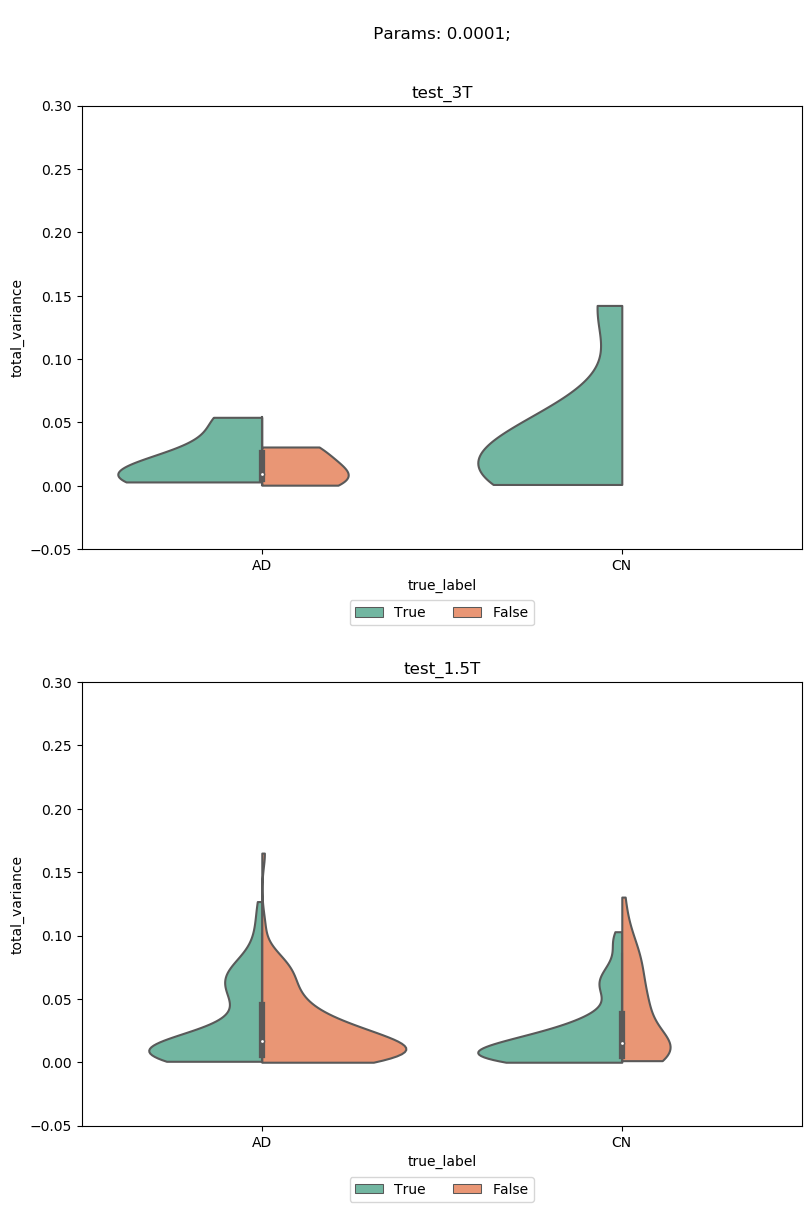 Params: 0.0001;
test_3T
0.30
0.25
0.20
0.15
0.10
0.05
0.00
−0.05
total_variance
AD CN
true_label
True False
test_1.5T
0.30
0.25
0.20
0.15
0.10
0.05
0.00
−0.05
total_variance
AD CN
true_label
True False